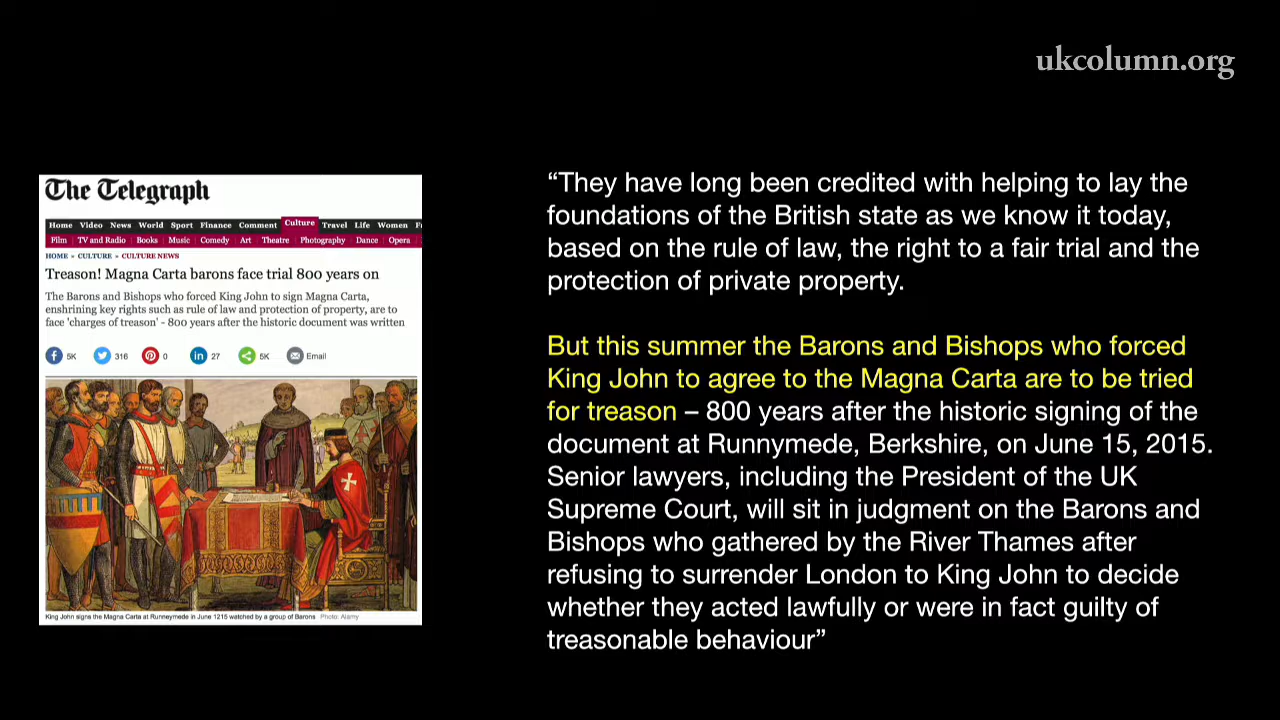 ukcolumn.org
The Telegraph
Home Video News World Sport Finance Comment Culture Travel Life Women F
Film TV and Radio Books Music Comedy Art Theatre Photography Dance Opera
HOME » CULTURE » CULTURE NEWS
Treason! Magna Carta barons face trial 800 years on
The Barons and Bishops who forced King John to sign Magna Carta,
enshrining key rights such as rule of law and protection of property, are to
face 'charges of treason' - 800 years after the historic document was written
5K 316 0 27 5K Email
King John signs the Magna Carta at Runnymede in June 1215 watched by a group of Barons Photo: Alamy
“They have long been credited with helping to lay the
foundations of the British state as we know it today,
based on the rule of law, the right to a fair trial and the
protection of private property.
But this summer the Barons and Bishops who forced
King John to agree to the Magna Carta are to be tried
for treason – 800 years after the historic signing of the
document at Runnymede, Berkshire, on June 15, 2015.
Senior lawyers, including the President of the UK
Supreme Court, will sit in judgment on the Barons and
Bishops who gathered by the River Thames after
refusing to surrender London to King John to decide
whether they acted lawfully or were in fact guilty of
treasonable behaviour”